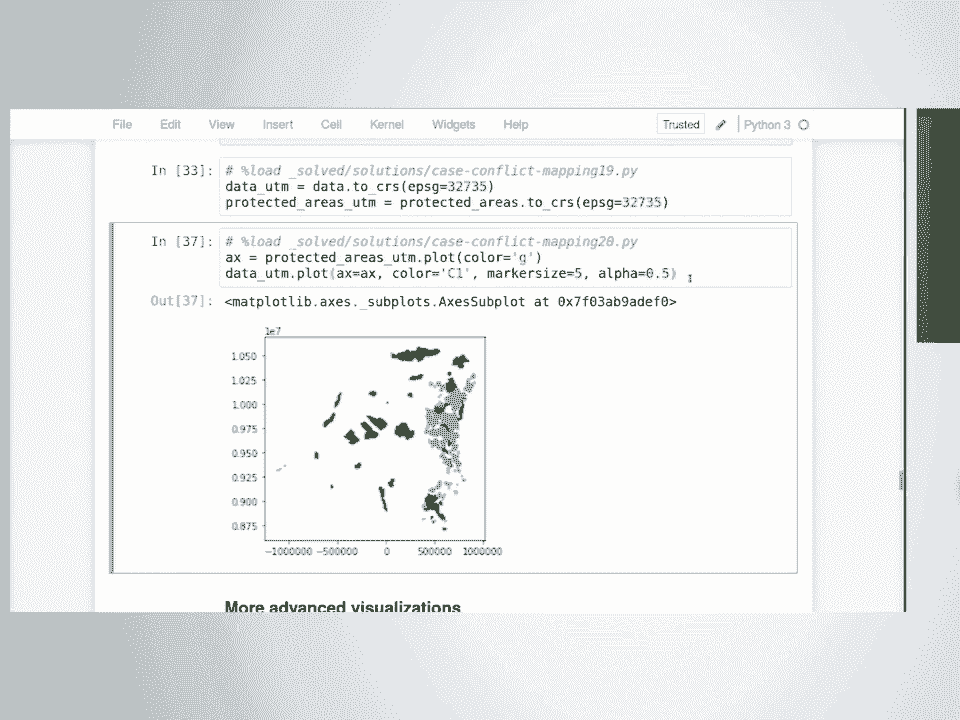 File Edit View Insert Cell Kernel Widgets Help Trusted Python 3
In [33]: # %load _solved/solutions/case-conflict-mapping19.py
data_utm = data.to_crs(epsg=32735)
protected_areas_utm = protected_areas.to_crs(epsg=32735)
In [37]: # %load _solved/solutions/case-conflict-mapping20.py
ax = protected_areas_utm.plot(color='g')
data_utm.plot(ax=ax, color='C1', markersize=5, alpha=0.5)
Out[37]: <matplotlib.axes._subplots.AxesSubplot at 0x7f03ab9adef0>
1e7
1.050
1.025
1.000
0.975
0.950
0.925
0.900
0.875
−1000000 −500000 0 500000 1000000
More advanced visualizations